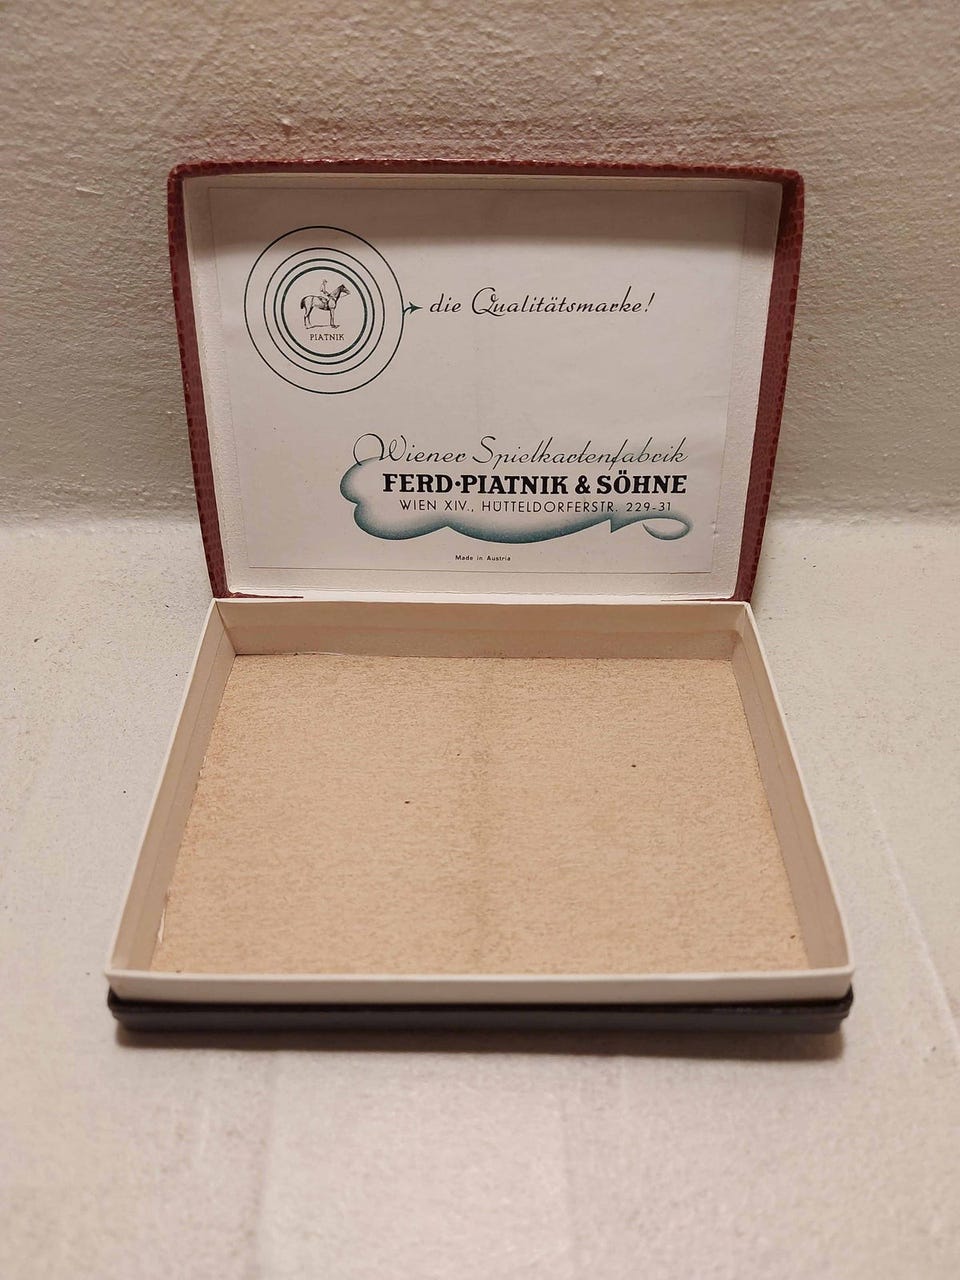 PIATNIK
die Qualitätsmarke!
Wiener Spielkartenfabrik
FERD·PIATNIK & SÖHNE
WIEN XIV., HÜTTELDORFERSTR. 229-31
Made in Austria